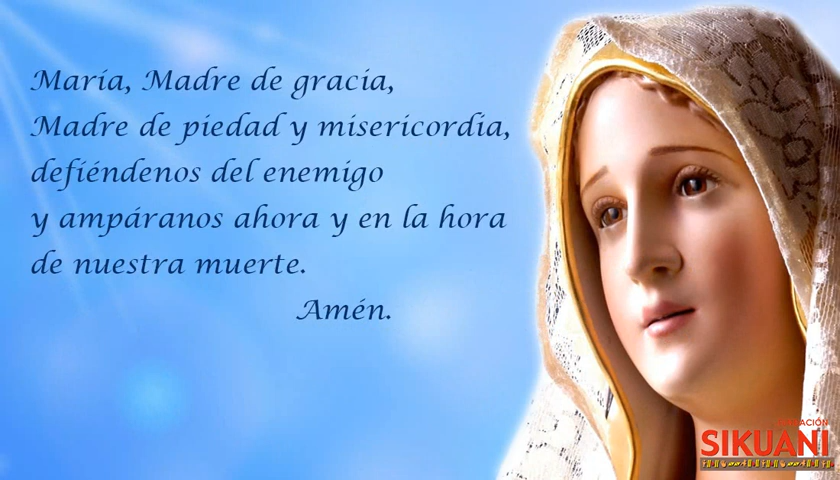 María, Madre de gracia,
Madre de piedad y misericordia,
defiéndenos del enemigo
y ampáranos ahora y en la hora
de nuestra muerte.
Amén.
SIKUANI